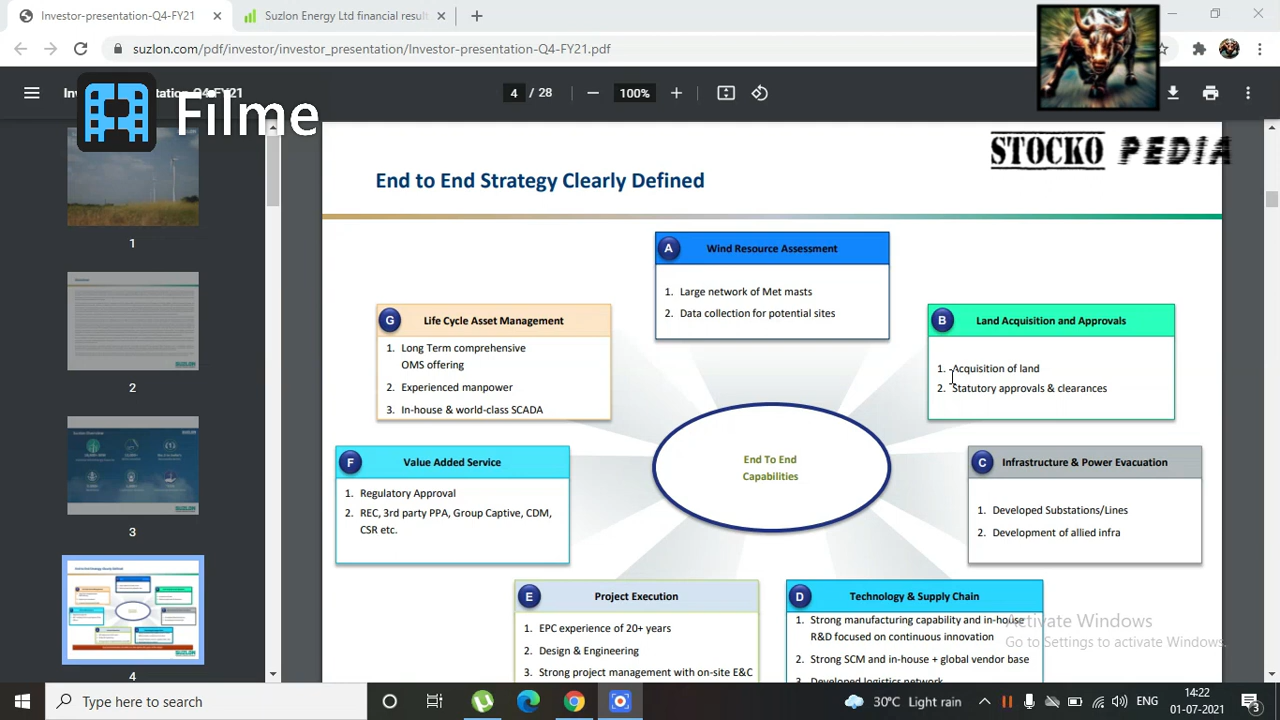 Investor-presentation-Q4-FY21
Suzlon Energy Ltd financial result
suzlon.com/pdf/investor/investor_presentation/Investor-presentation-Q4-FY21.pdf
4 / 28
100%
Filme
STOCKO PEDIA
End to End Strategy Clearly Defined
A Wind Resource Assessment
1. Large network of Met masts
2. Data collection for potential sites
G Life Cycle Asset Management
1. Long Term comprehensive
OMS offering
2. Experienced manpower
3. In-house & world-class SCADA
B Land Acquisition and Approvals
1. Acquisition of land
2. Statutory approvals & clearances
F Value Added Service
1. Regulatory Approval
2. REC, 3rd party PPA, Group Captive, CDM,
CSR etc.
End To End
Capabilities
C Infrastructure & Power Evacuation
1. Developed Substations/Lines
2. Development of allied infra
E Project Execution
PC experience of 20+ years
2. Design & Engineering
3. Strong project management with on-site E&C
D Technology & Supply Chain
1. Strong manufacturing capability and in-house
R&D focused on continuous innovation
2. Strong SCM and in-house + global vendor base
3. Developed logistics network
1
2
3
4
Activate Windows
Go to Settings to activate Windows.
Type here to search
30°C Light rain
ENG
14:22
01-07-2021
3